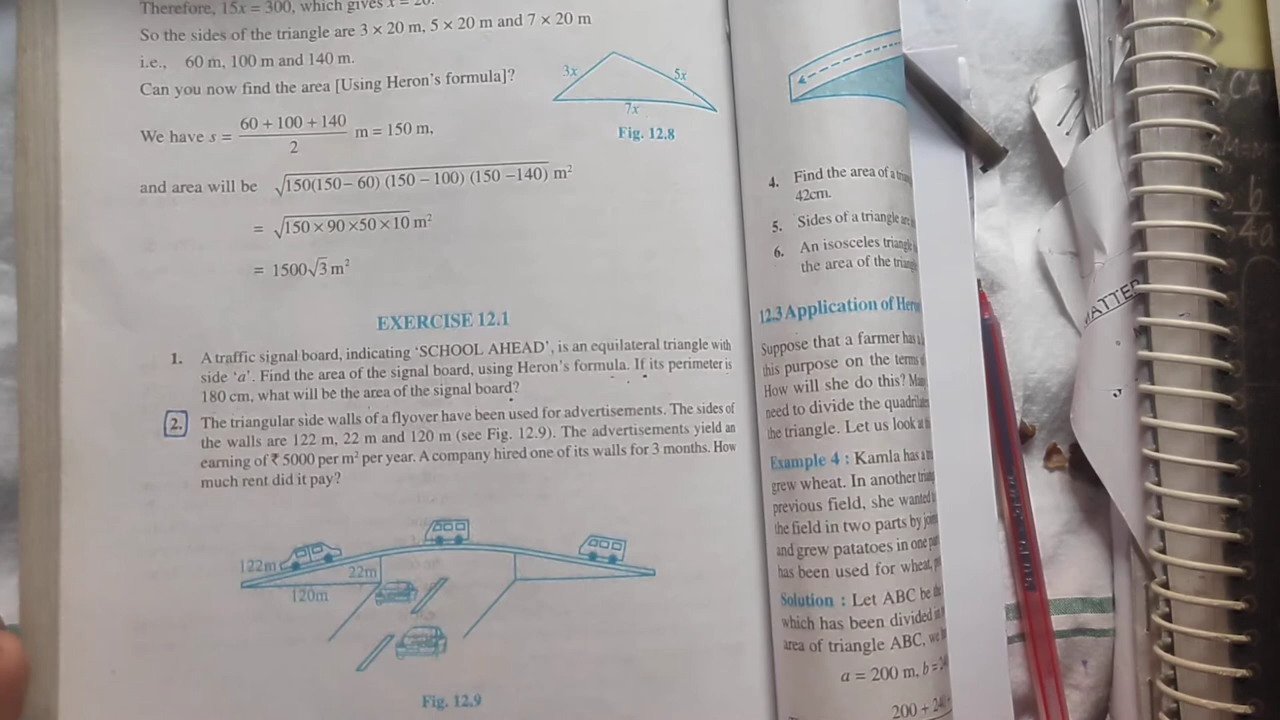 Therefore, 15x = 300, which gives x = 20.
So the sides of the triangle are 3 × 20 m, 5 × 20 m and 7 × 20 m
i.e., 60 m, 100 m and 140 m.
Can you now find the area [Using Heron's formula]?
3x
5x
7x
Fig. 12.8
We have s = (60 + 100 + 140)/2 m = 150 m,
and area will be √150(150 – 60) (150 – 100) (150 –140) m²
= √150 × 90 ×50 × 10 m²
= 1500√3 m²
EXERCISE 12.1
1. A traffic signal board, indicating 'SCHOOL AHEAD', is an equilateral triangle with
side 'a'. Find the area of the signal board, using Heron's formula. If its perimeter is
180 cm, what will be the area of the signal board?
2. The triangular side walls of a flyover have been used for advertisements. The sides of
the walls are 122 m, 22 m and 120 m (see Fig. 12.9). The advertisements yield an
earning of ₹ 5000 per m² per year. A company hired one of its walls for 3 months. How
much rent did it pay?
122m
22m
120m
Fig. 12.9
4. Find the area of a
42cm.
5. Sides of a triangle
6. An isosceles
the area of the
12.3 Application of
Suppose that a farmer has
this purpose on the terms
How will she do this?
need to divide the
the triangle. Let us look
Example 4 : Kamla has
grew wheat. In another
previous field, she wanted
the field in two parts by
and grew patatoes in one
has been used for wheat,
Solution : Let ABC be
which has been divided
area of triangle ABC,
a = 200 m, b =
200 +
MATTER
CA
b
4a